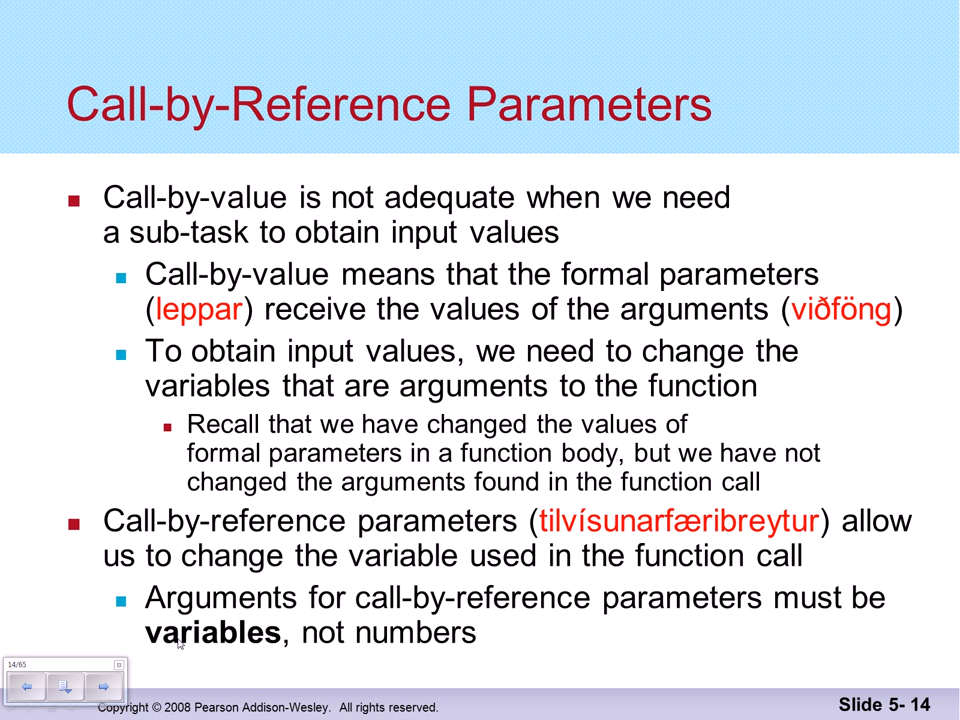 Call-by-Reference Parameters
Call-by-value is not adequate when we need
a sub-task to obtain input values
Call-by-value means that the formal parameters
(leppar) receive the values of the arguments (viðföng)
To obtain input values, we need to change the
variables that are arguments to the function
Recall that we have changed the values of
formal parameters in a function body, but we have not
changed the arguments found in the function call
Call-by-reference parameters (tilvísunarfæribreytur) allow
us to change the variable used in the function call
Arguments for call-by-reference parameters must be
variables, not numbers
14/65
Copyright © 2008 Pearson Addison-Wesley. All rights reserved.
Slide 5- 14